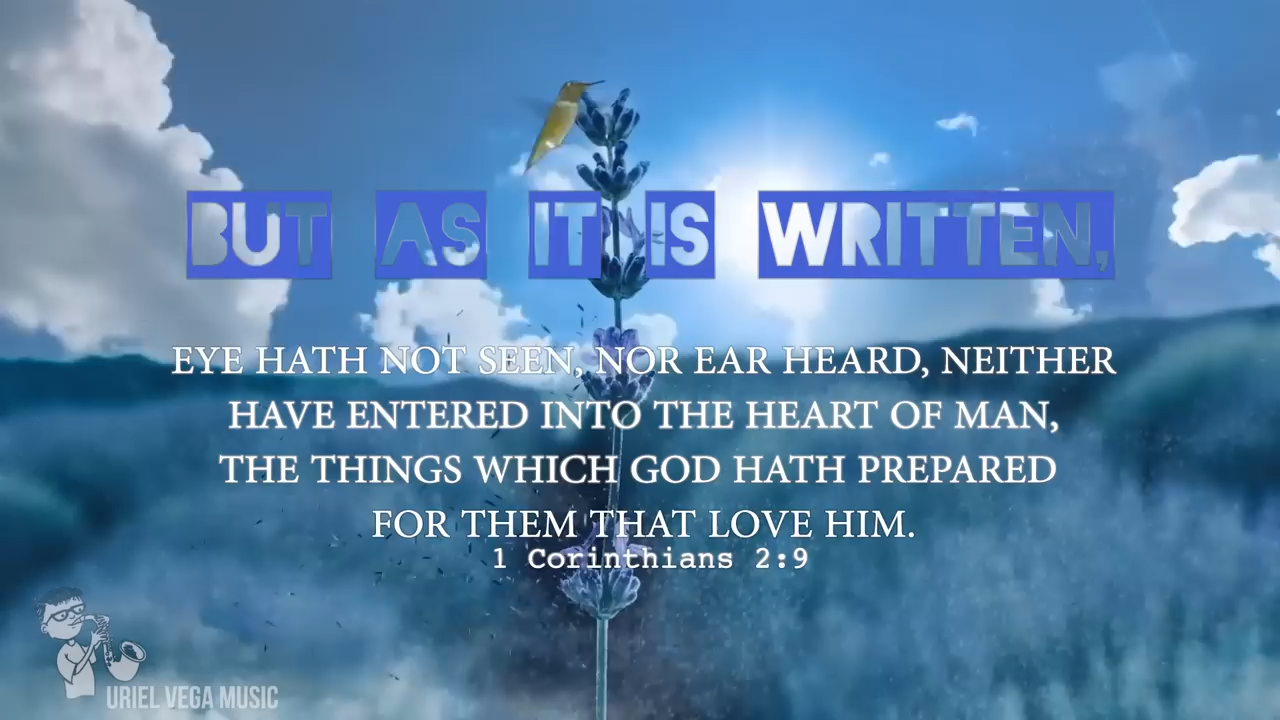 BUT AS IT IS WRITTEN,
EYE HATH NOT SEEN, NOR EAR HEARD, NEITHER
HAVE ENTERED INTO THE HEART OF MAN,
THE THINGS WHICH GOD HATH PREPARED
FOR THEM THAT LOVE HIM.
1 Corinthians 2:9
URIEL VEGA MUSIC